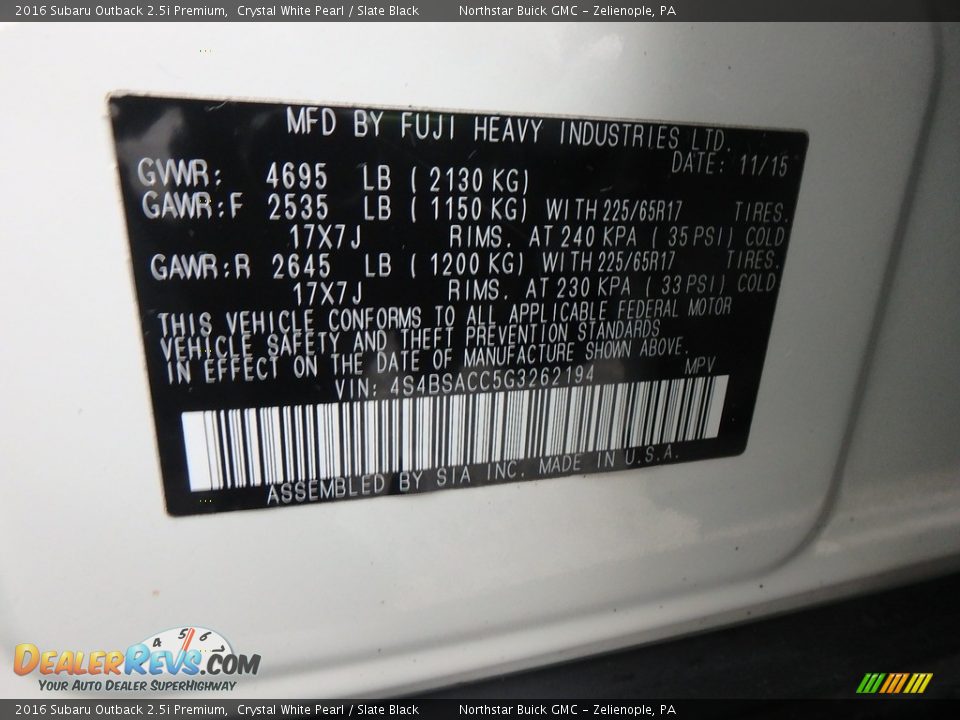 2016 Subaru Outback 2.5i Premium, Crystal White Pearl / Slate Black Northstar Buick GMC - Zelienople, PA
MFD BY FUJI HEAVY INDUSTRIES LTD.
DATE: 11/15
GVWR: 4695 LB ( 2130 KG)
GAWR:F 2535 LB ( 1150 KG) WITH 225/65R17 TIRES.
17X7J RIMS. AT 240 KPA ( 35 PSI) COLD
GAWR:R 2645 LB ( 1200 KG) WITH 225/65R17 TIRES.
17X7J RIMS. AT 230 KPA ( 33 PSI) COLD
THIS VEHICLE CONFORMS TO ALL APPLICABLE FEDERAL MOTOR
VEHICLE SAFETY AND THEFT PREVENTION STANDARDS
IN EFFECT ON THE DATE OF MANUFACTURE SHOWN ABOVE.
VIN: 4S4BSACC5G3262194 MPV
ASSEMBLED BY SIA INC. MADE IN U.S.A.
4 5 6
DealerRevs.com
Your Auto Dealer SuperHighway
2016 Subaru Outback 2.5i Premium, Crystal White Pearl / Slate Black Northstar Buick GMC - Zelienople, PA